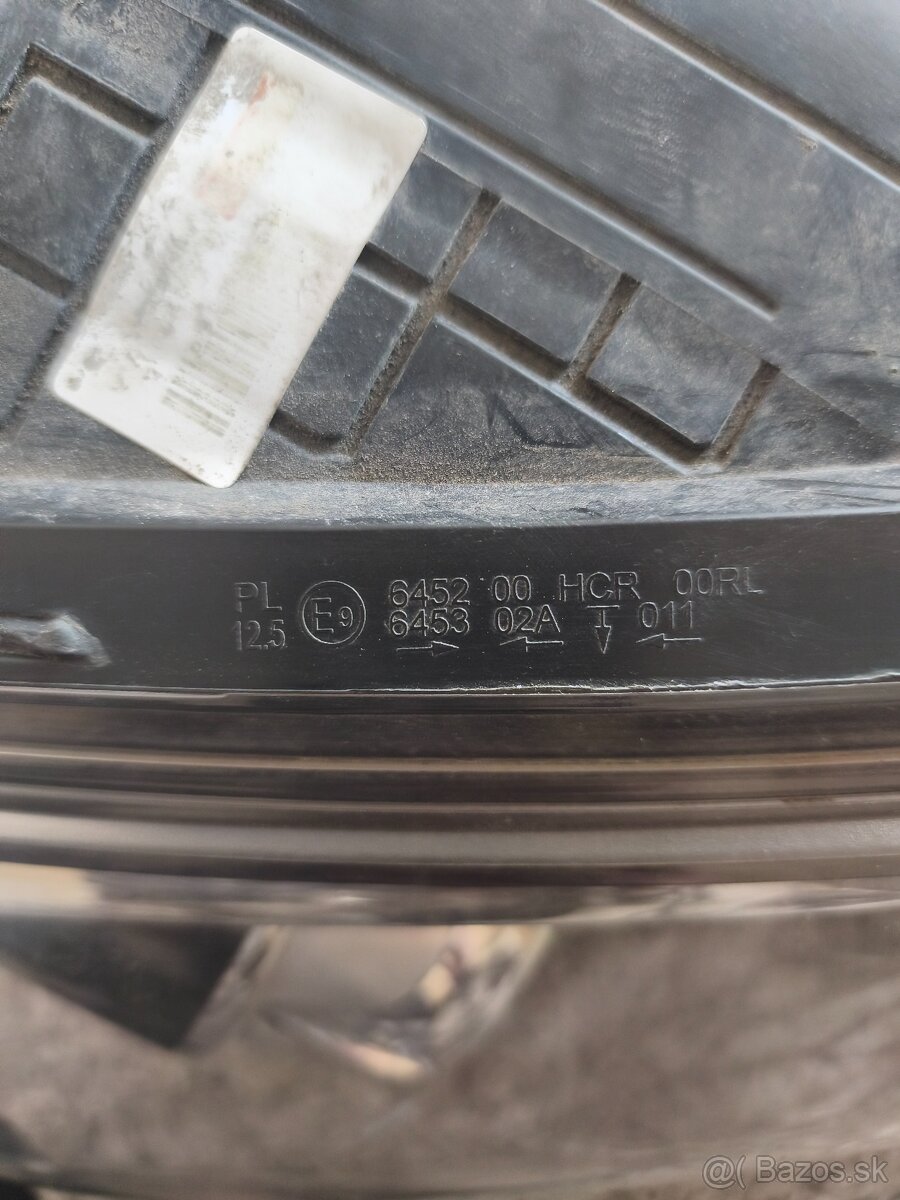 PL E9 6452 00 HCR 00RL
12.5 6453 02A I 011
→ ← ↓ ←
@( Bazos.sk